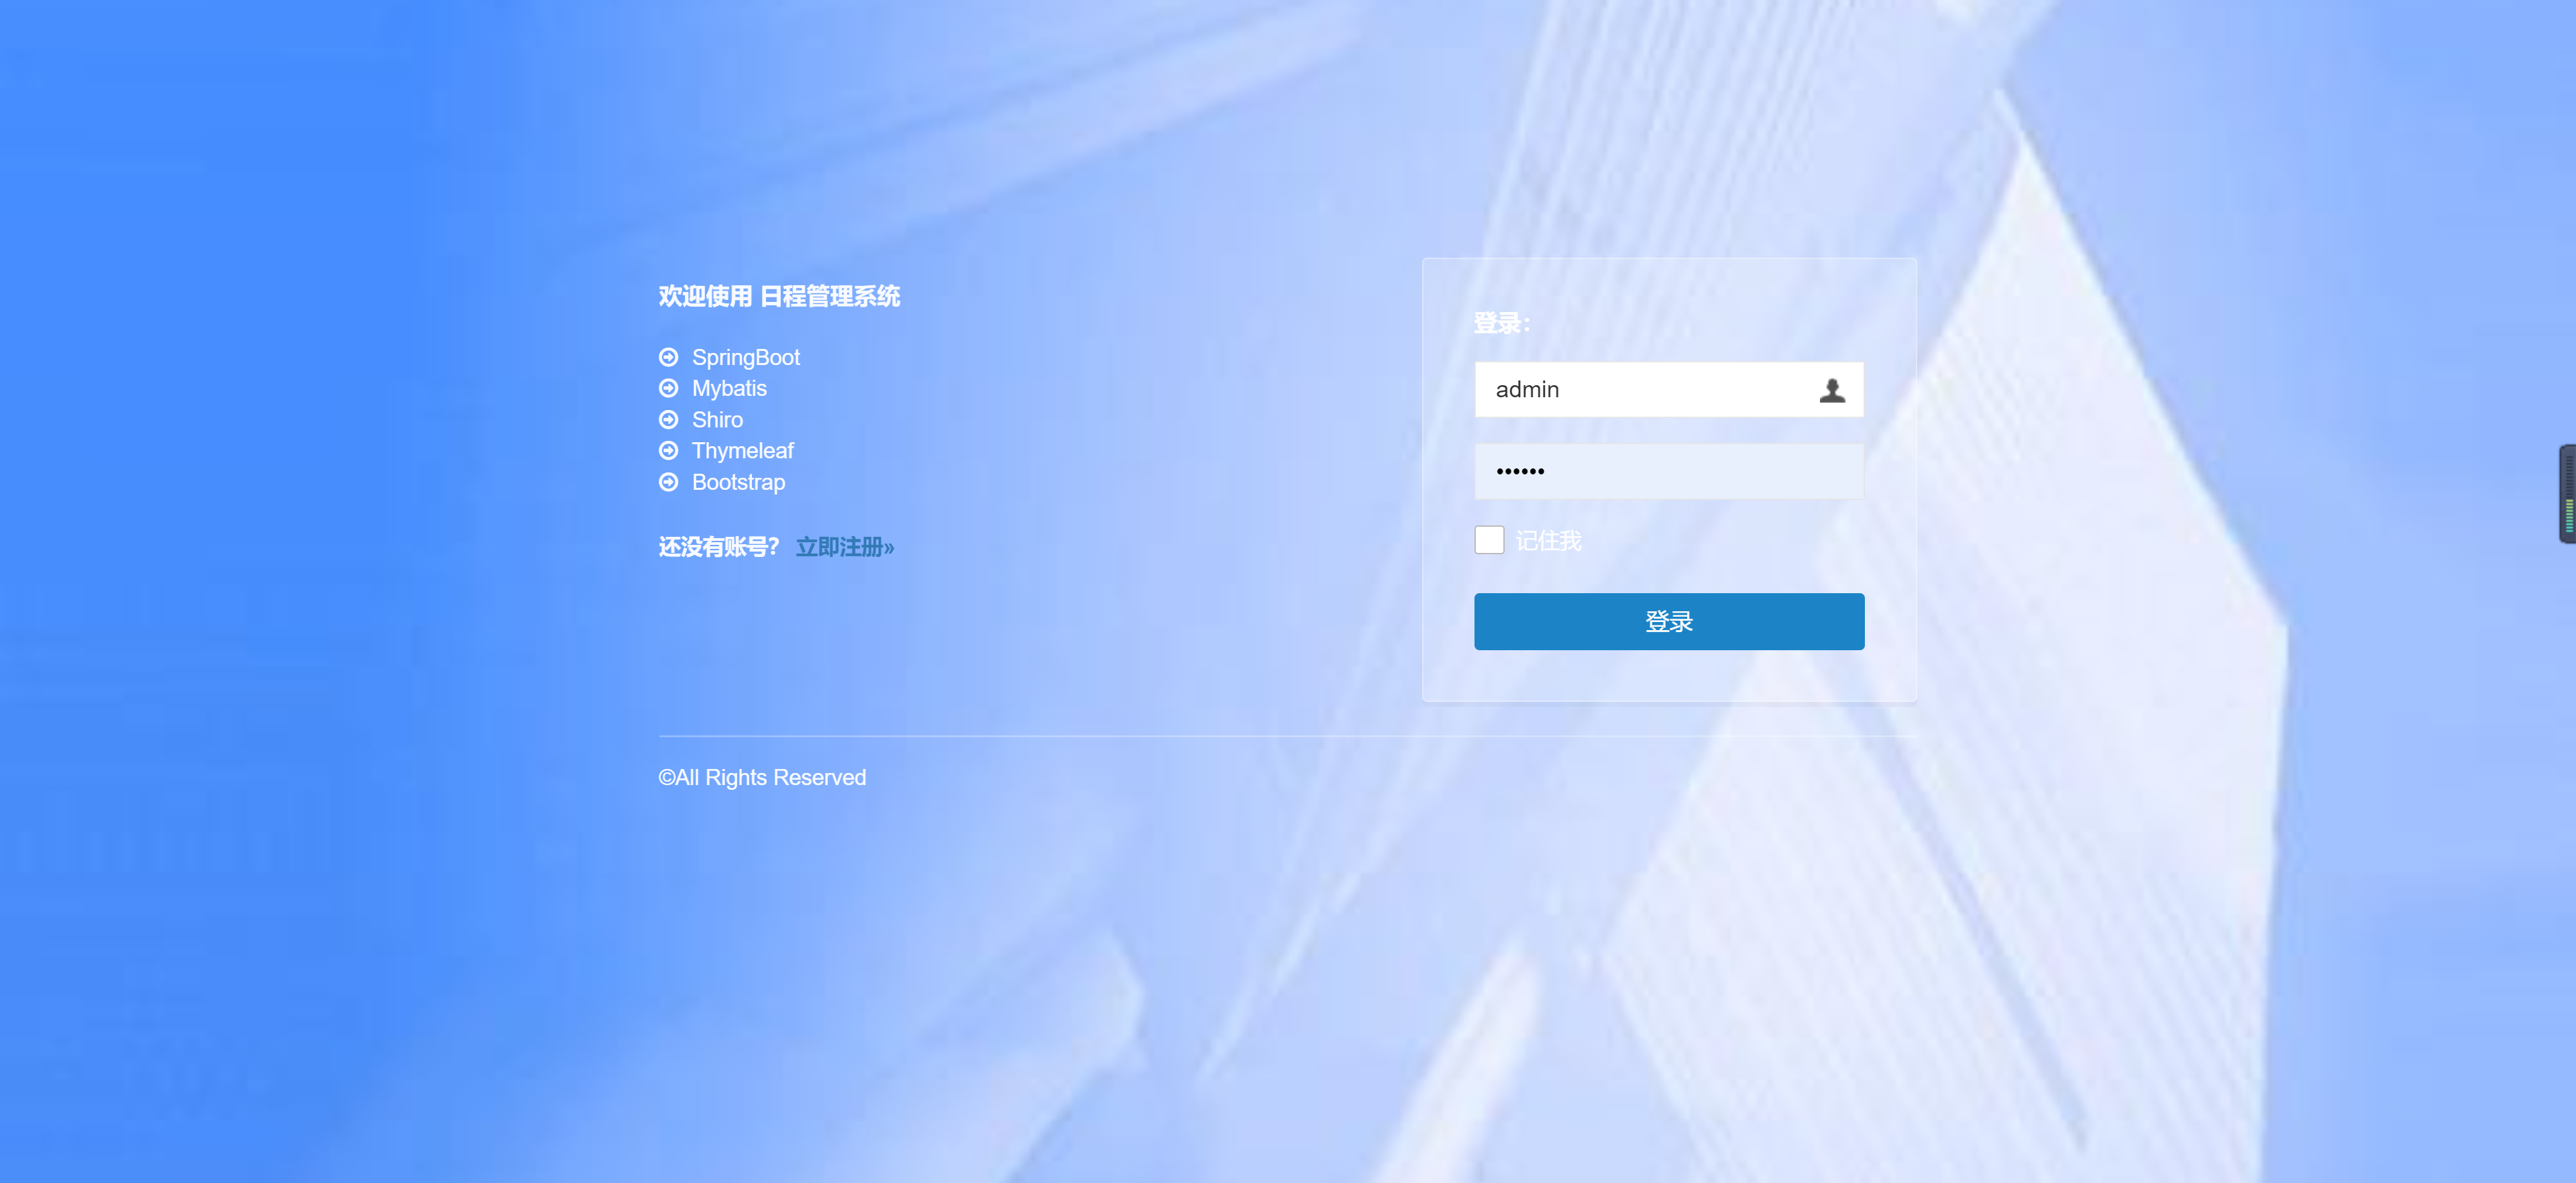 欢迎使用 日程管理系统
SpringBoot
Mybatis
Shiro
Thymeleaf
Bootstrap
还没有账号？ 立即注册»
登录：
admin
••••••
记住我
登录
©All Rights Reserved